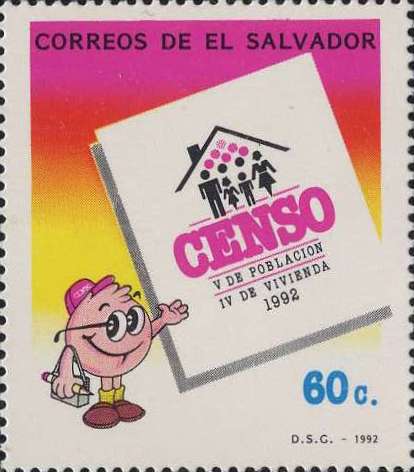 CORREOS DE EL SALVADOR
CENSO
V DE POBLACION
IV DE VIVIENDA
1992
60c.
D.S.G. - 1992